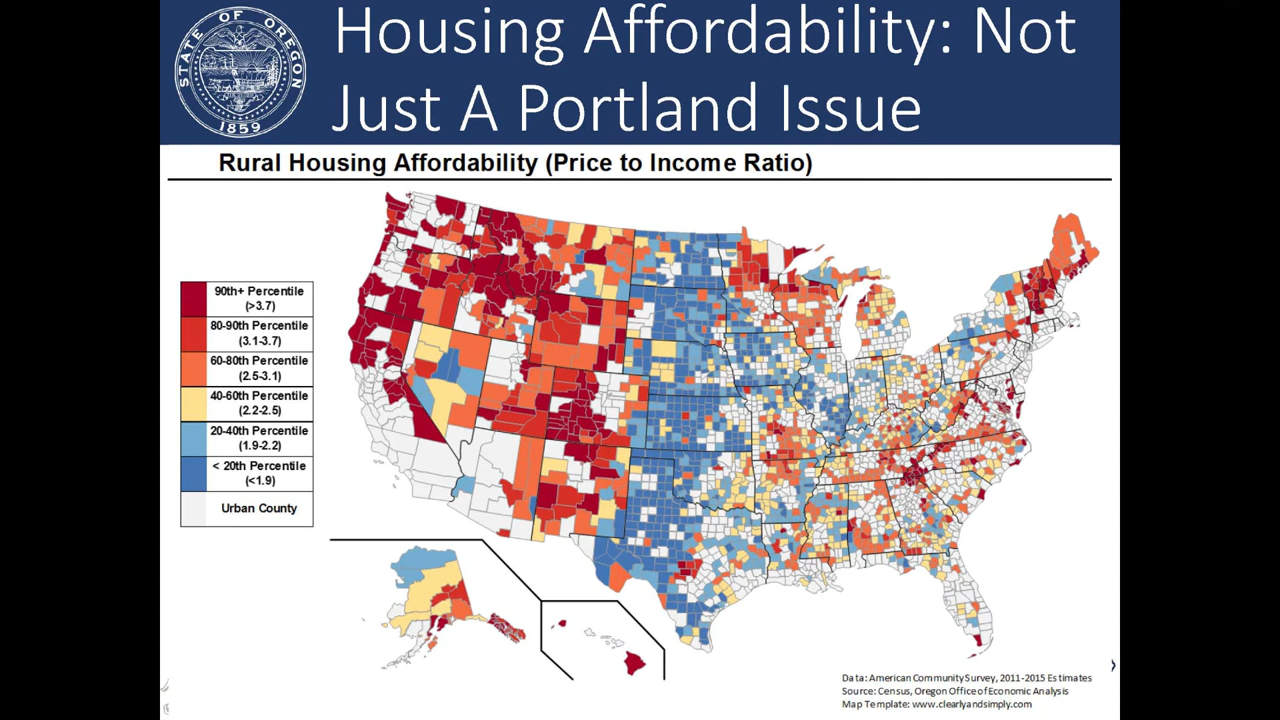 STATE OF OREGON
1859
Housing Affordability: Not
Just A Portland Issue
Rural Housing Affordability (Price to Income Ratio)
90th+ Percentile
(>3.7)
80-90th Percentile
(3.1-3.7)
60-80th Percentile
(2.5-3.1)
40-60th Percentile
(2.2-2.5)
20-40th Percentile
(1.9-2.2)
< 20th Percentile
(<1.9)
Urban County
Data: American Community Survey, 2011-2015 Estimates
Source: Census, Oregon Office of Economic Analysis
Map Template: www.clearlyandsimply.com